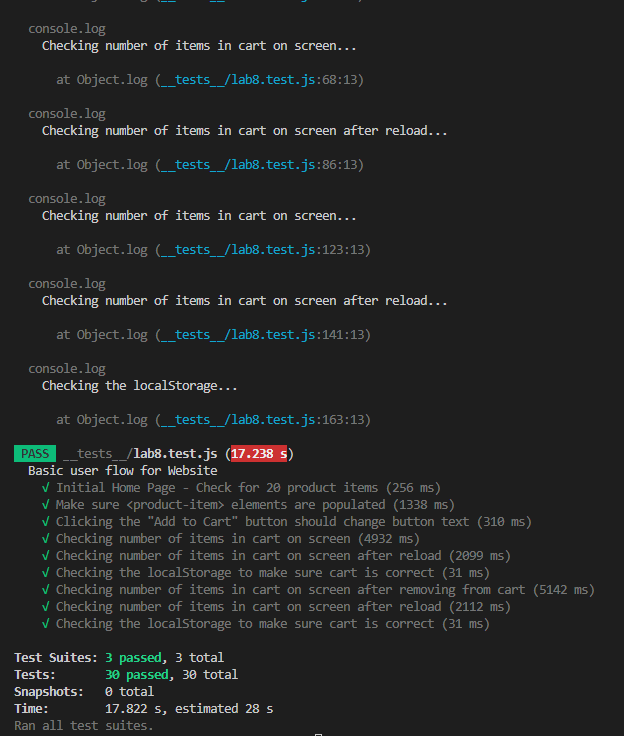 console.log
Checking number of items in cart on screen...
at Object.log (__tests__/lab8.test.js:68:13)
console.log
Checking number of items in cart on screen after reload...
at Object.log (__tests__/lab8.test.js:86:13)
console.log
Checking number of items in cart on screen...
at Object.log (__tests__/lab8.test.js:123:13)
console.log
Checking number of items in cart on screen after reload...
at Object.log (__tests__/lab8.test.js:141:13)
console.log
Checking the localStorage...
at Object.log (__tests__/lab8.test.js:163:13)
PASS __tests__/lab8.test.js (17.238 s)
Basic user flow for Website
√ Initial Home Page - Check for 20 product items (256 ms)
√ Make sure <product-item> elements are populated (1338 ms)
√ Clicking the "Add to Cart" button should change button text (310 ms)
√ Checking number of items in cart on screen (4932 ms)
√ Checking number of items in cart on screen after reload (2099 ms)
√ Checking the localStorage to make sure cart is correct (31 ms)
√ Checking number of items in cart on screen after removing from cart (5142 ms)
√ Checking number of items in cart on screen after reload (2112 ms)
√ Checking the localStorage to make sure cart is correct (31 ms)
Test Suites: 3 passed, 3 total
Tests: 30 passed, 30 total
Snapshots: 0 total
Time: 17.822 s, estimated 28 s
Ran all test suites.